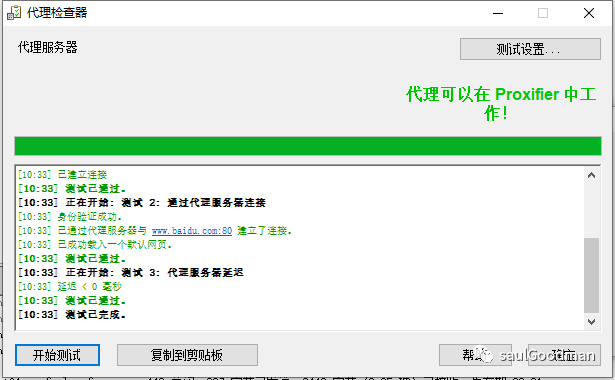 代理检查器
代理服务器
测试设置...
代理可以在 Proxifier 中工
作!
[10:33] 已建立连接
[10:33] 测试已通过。
[10:33] 正在开始: 测试 2: 通过代理服务器连接
[10:33] 身份验证成功。
[10:33] 已通过代理服务器与 www.baidu.com:80 建立了连接。
[10:33] 已成功载入一个默认网页。
[10:33] 测试已通过。
[10:33] 正在开始: 测试 3: 代理服务器延迟
[10:33] 延迟 < 0 毫秒
[10:33] 测试已通过。
[10:33] 测试已完成。
开始测试 复制到剪贴板 帮 saulGoodman